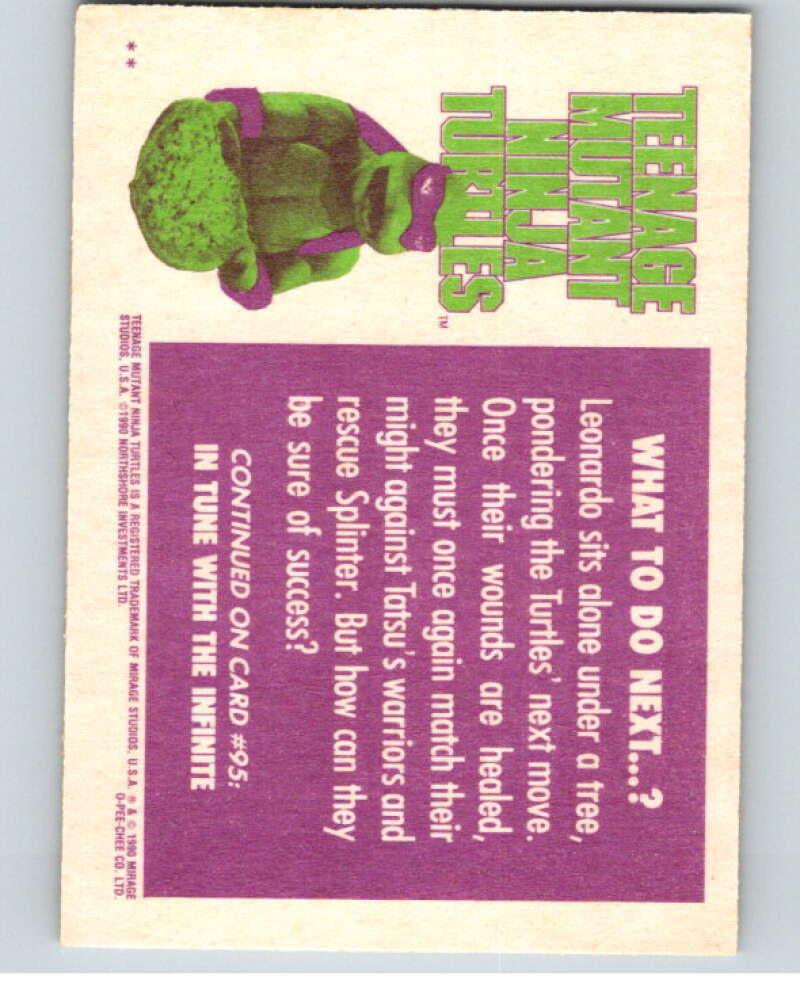 TEENAGE
MUTANT
NINJA
TURTLES
TM
WHAT TO DO NEXT...?
Leonardo sits alone under a tree,
pondering the Turtles' next move.
Once their wounds are healed,
they must once again match their
might against Tatsu's warriors and
rescue Splinter. But how can they
be sure of success?
CONTINUED ON CARD #95:
IN TUNE WITH THE INFINITE
* *
TEENAGE MUTANT NINJA TURTLES IS A REGISTERED TRADEMARK OF MIRAGE STUDIOS, U.S.A. ® & © 1990 MIRAGE
STUDIOS, U.S.A. ©1990 NORTHSHORE INVESTMENTS LTD. O-PEE-CHEE CO. LTD.